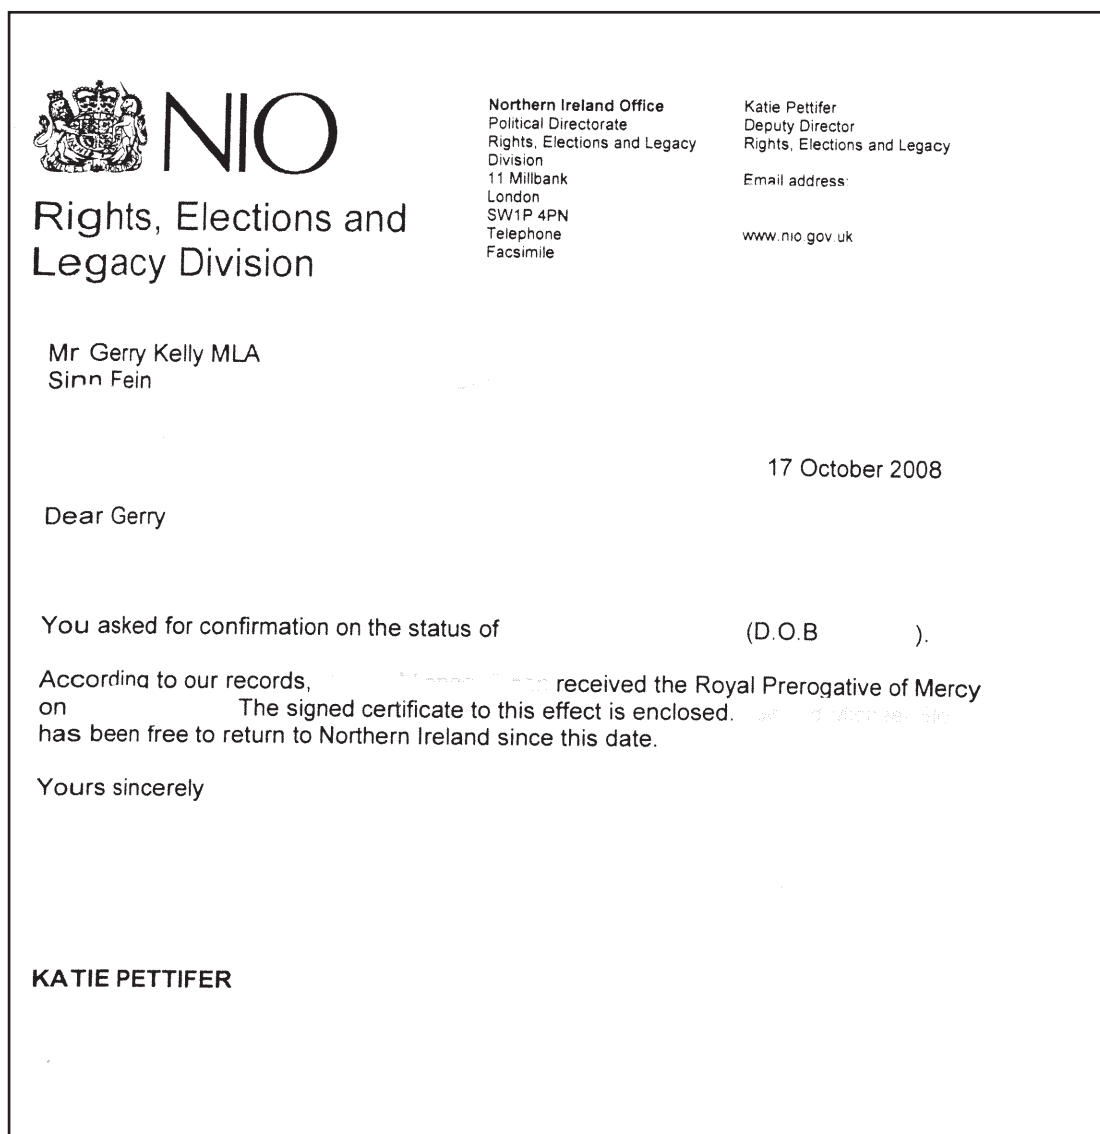 NIO
Rights, Elections and
Legacy Division
Northern Ireland Office
Political Directorate
Rights, Elections and Legacy
Division
11 Millbank
London
SW1P 4PN
Telephone
Facsimile
Katie Pettifer
Deputy Director
Rights, Elections and Legacy
Email address:
www.nio.gov.uk
Mr Gerry Kelly MLA
Sinn Fein
17 October 2008
Dear Gerry
You asked for confirmation on the status of (D.O.B ).
According to our records, received the Royal Prerogative of Mercy
on The signed certificate to this effect is enclosed.
has been free to return to Northern Ireland since this date.
Yours sincerely
KATIE PETTIFER